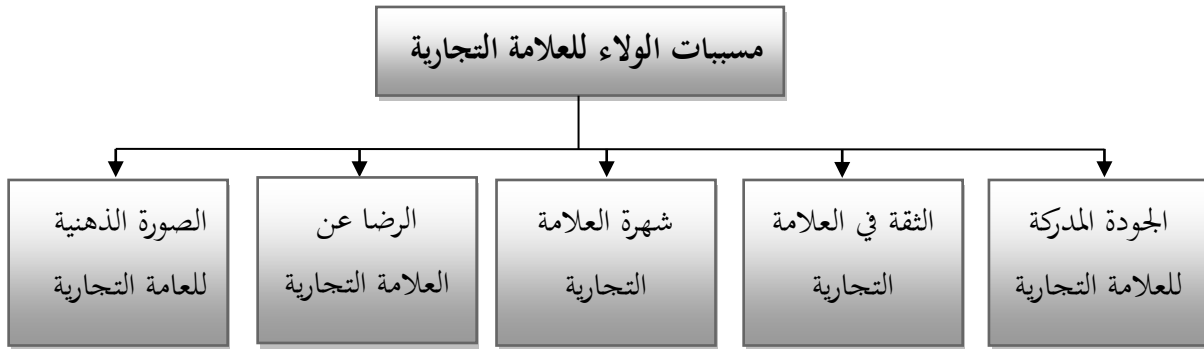 مسببات الولاء للعلامة التجارية
الجودة المدركة
للعلامة التجارية
الثقة في العلامة
التجارية
شهرة العلامة
التجارية
الرضا عن
العلامة التجارية
الصورة الذهنية
للعامة التجارية